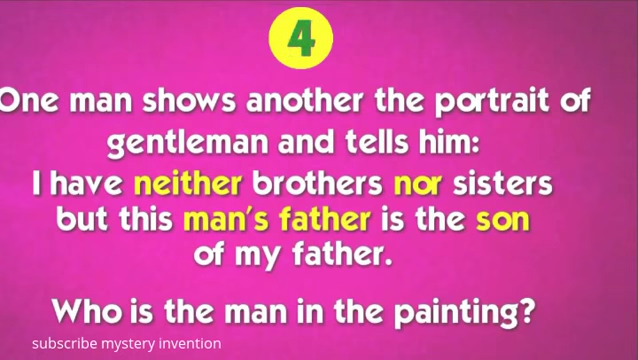 4
One man shows another the portrait of
gentleman and tells him:
I have neither brothers nor sisters
but this man's father is the son
of my father.
Who is the man in the painting?
subscribe mystery invention